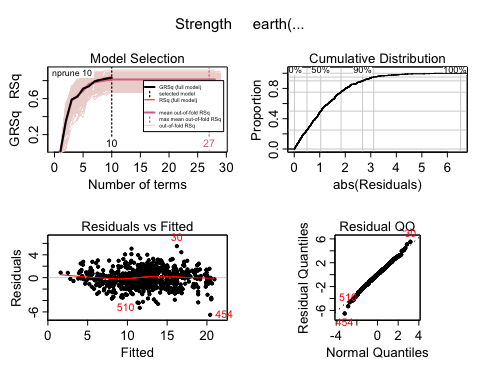 Strength earth(...
Model Selection
nprune 10
GRSq (full model)
selected model
RSq (full model)
mean out-of-fold RSq
max mean out-of-fold RSq
out-of-fold RSq
10
27
GRSq RSq
0.2 0.6
0 5 10 15 20 25 30
Number of terms
Cumulative Distribution
0% 50% 90% 100%
Proportion
0.0 0.4 0.8
0 1 2 3 4 5 6
abs(Residuals)
Residuals vs Fitted
30
510
454
Residuals
-6 0 4
0 5 10 15 20
Fitted
Residual QQ
30
510
454
Residual Quantiles
-6 -2 2 6
-4 0 2 4
Normal Quantiles